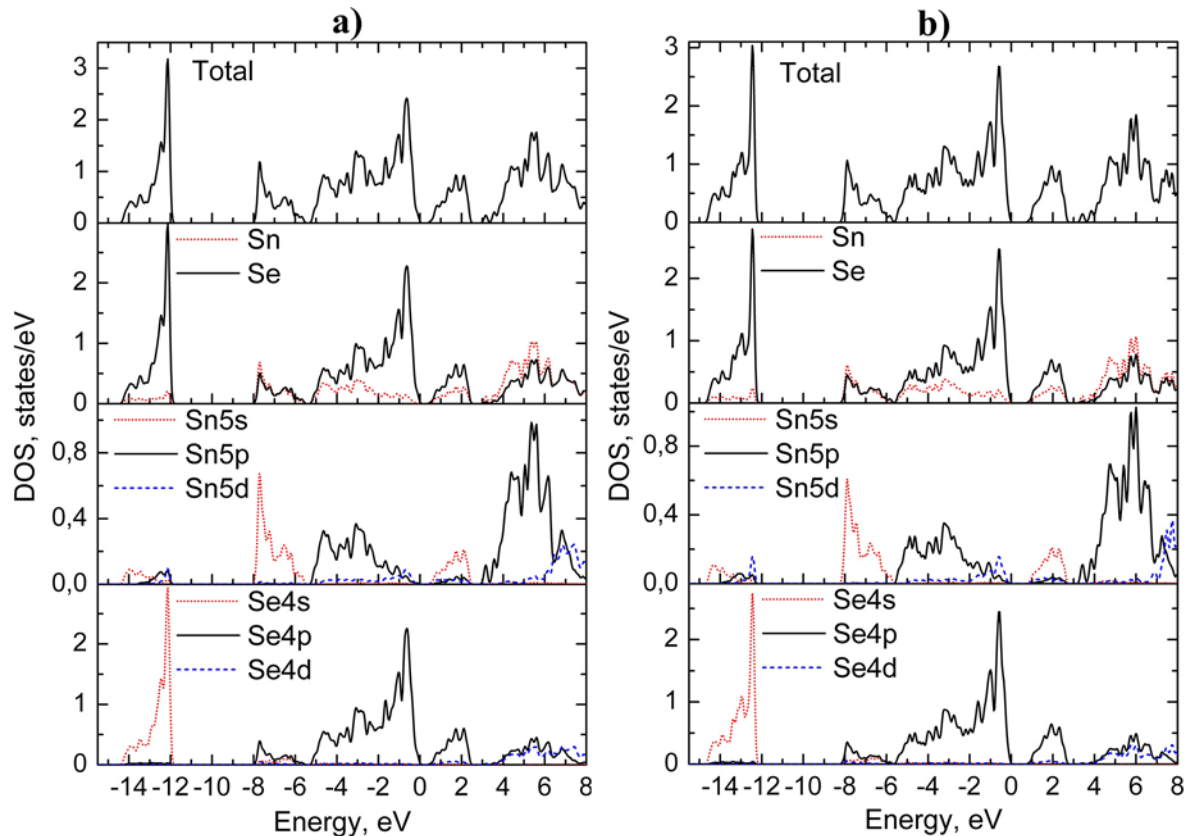 a)
Total
3
2
1
0
Sn
Se
2
1
0
Sn5s
Sn5p
Sn5d
0,8
0,4
0,0
Se4s
Se4p
Se4d
2
1
0
-14 -12 -10 -8 -6 -4 -2 0 2 4 6 8
Energy, eV
DOS, states/eV
b)
Total
3
2
1
0
Sn
Se
2
1
0
Sn5s
Sn5p
Sn5d
0,8
0,4
0,0
Se4s
Se4p
Se4d
2
1
0
-14 -12 -10 -8 -6 -4 -2 0 2 4 6 8
Energy, eV
DOS, states/eV